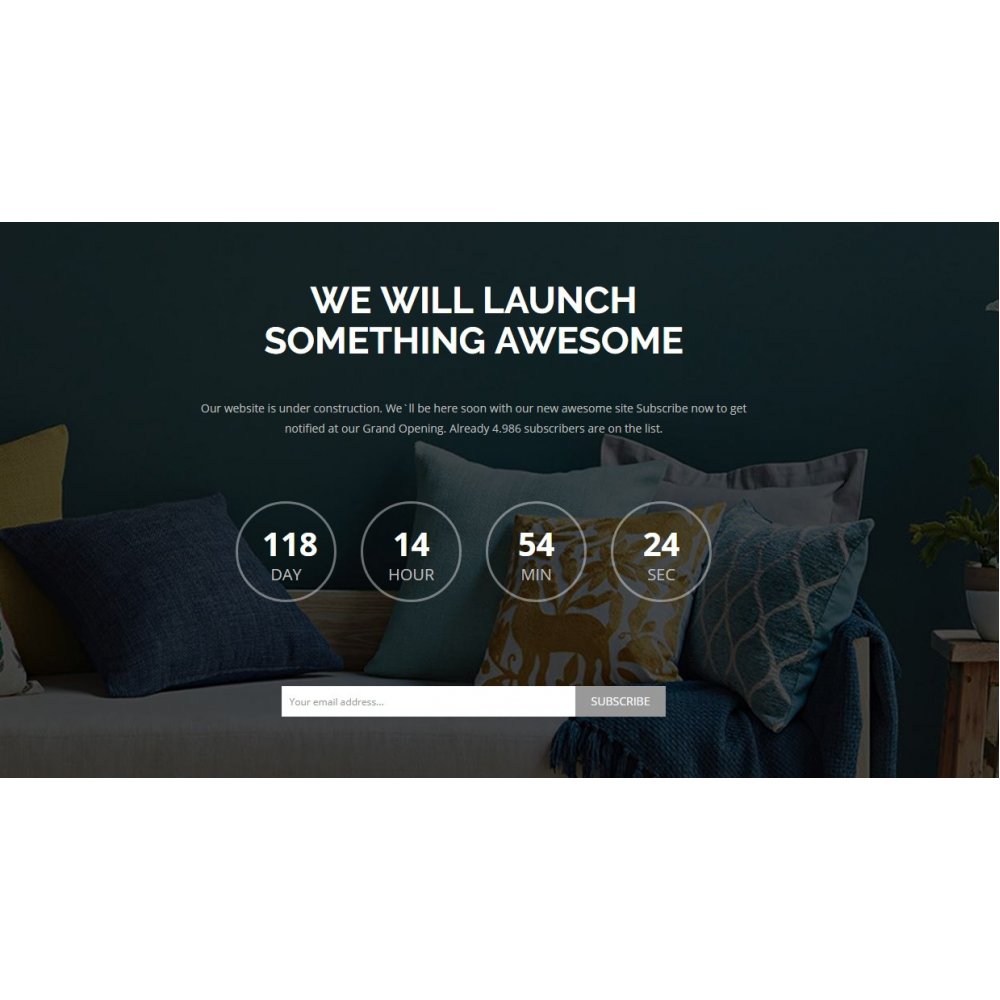 WE WILL LAUNCH
SOMETHING AWESOME
Our website is under construction. We`ll be here soon with our new awesome site Subscribe now to get
notified at our Grand Opening. Already 4.986 subscribers are on the list.
118 14 54 24
DAY HOUR MIN SEC
Your email address... SUBSCRIBE